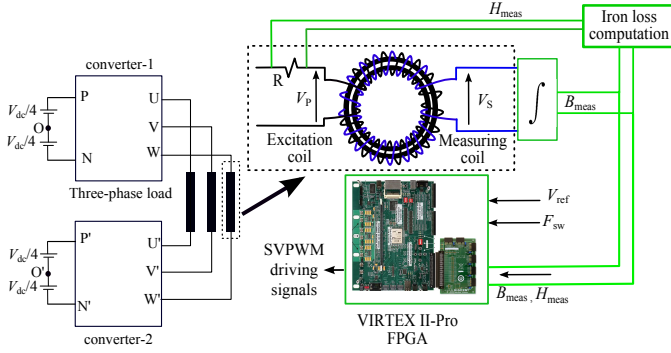 converter-1
P
U
V_dc/4
V
O
V_dc/4
W
N
Three-phase load
P'
V_dc/4
U'
O'
V'
V_dc/4
N'
W'
converter-2
H_meas
Iron loss
computation
R
V_P
V_S
∫
B_meas
Excitation
coil
Measuring
coil
V_ref
F_sw
SVPWM
driving
signals
B_meas , H_meas
VIRTEX II-Pro
FPGA